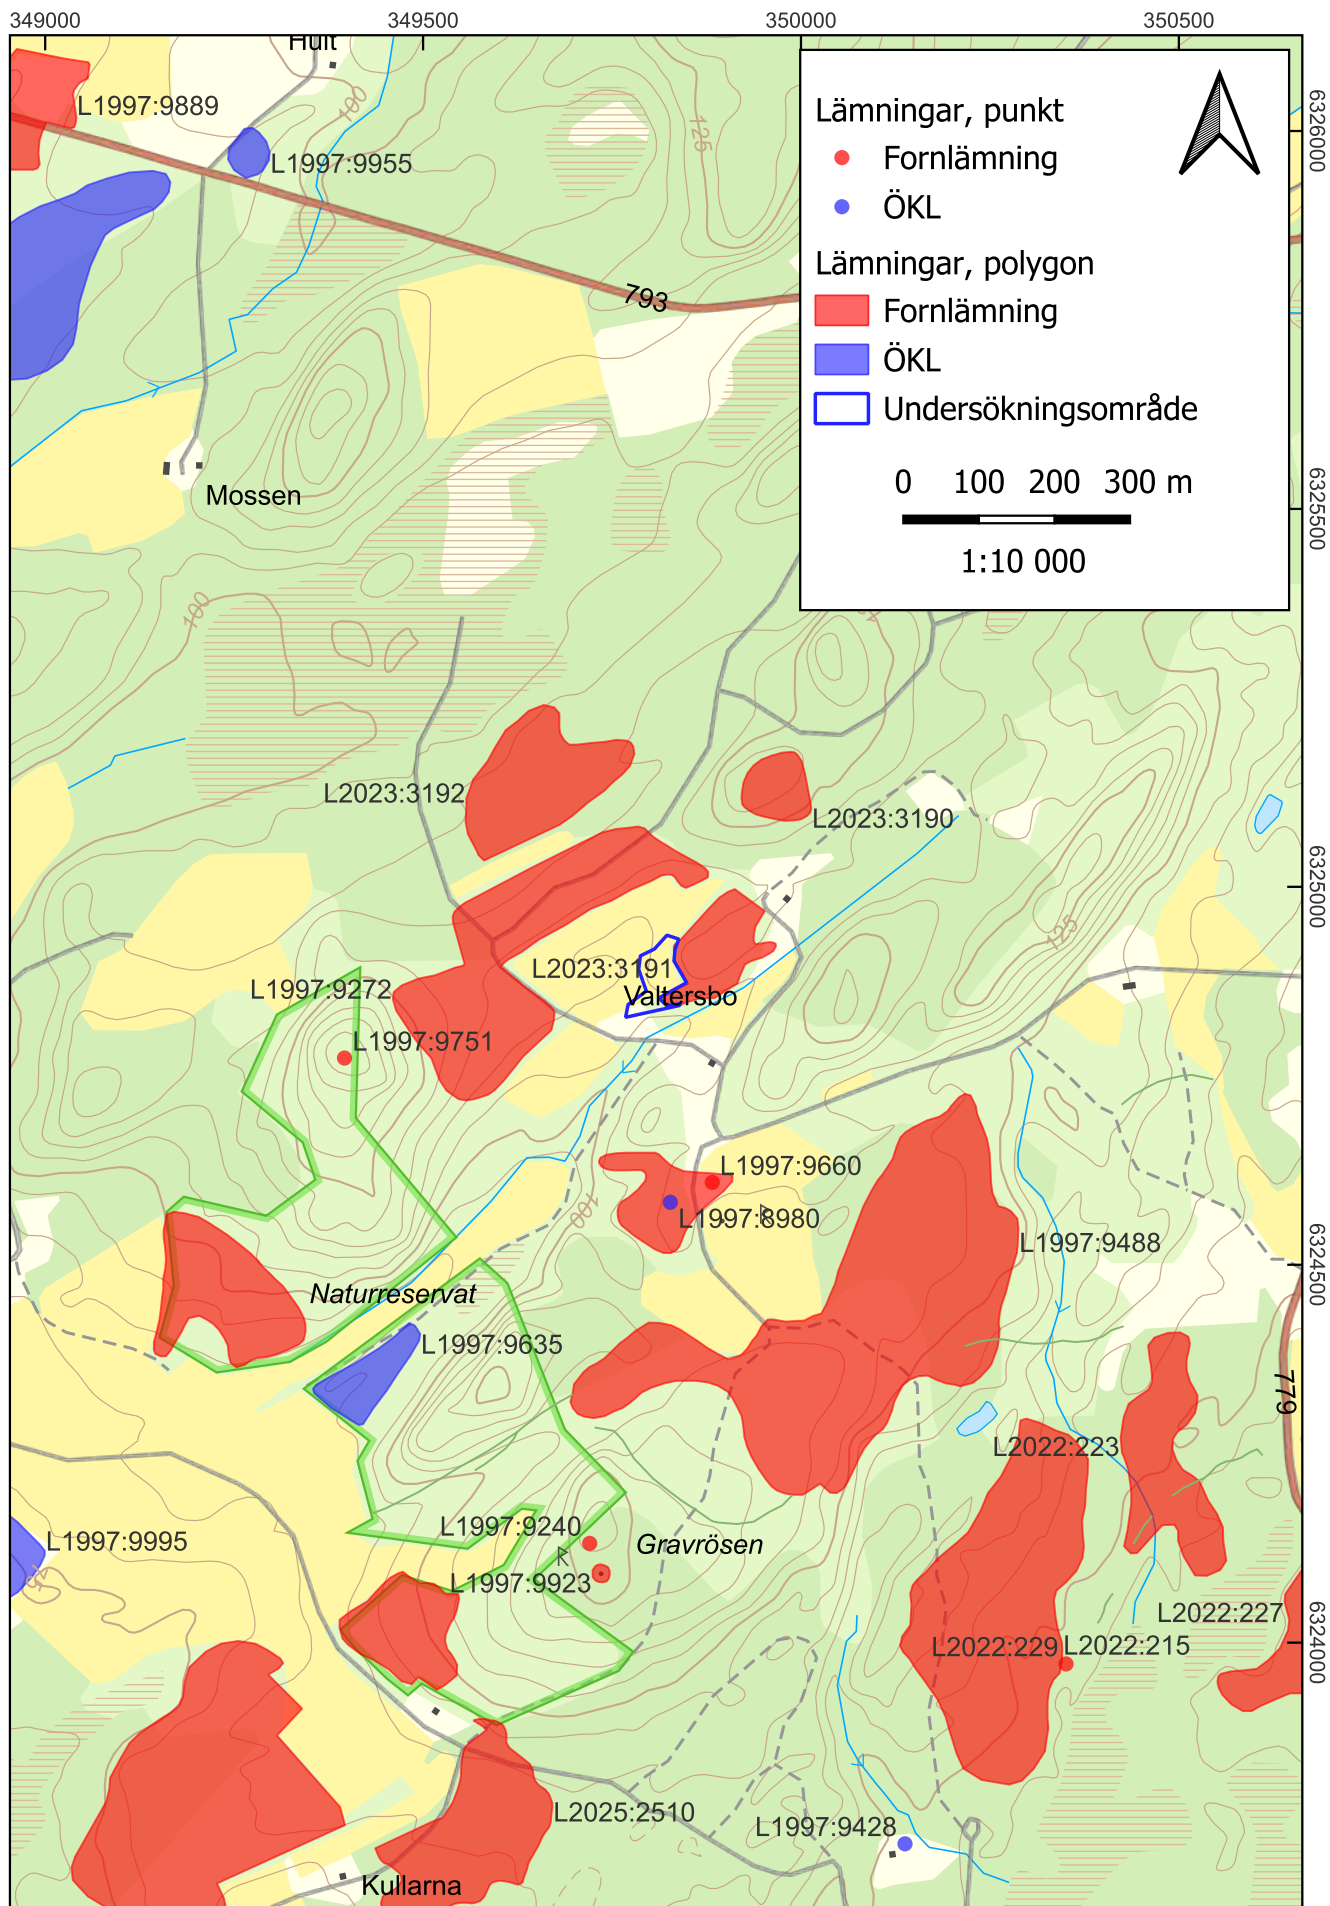 349000
349500
350000
350500
Hult
100
125
L1997:9889
L1997:9955
793
Lämningar, punkt
Fornlämning
ÖKL
Lämningar, polygon
Fornlämning
ÖKL
Undersökningsområde
0 100 200 300 m
1:10 000
6326000
6325500
Mossen
100
L2023:3192
L2023:3190
6325000
125
L2023:3191
Valtersbo
L1997:9272
L1997:9751
L1997:9660
L1997:8980
100
R
L1997:9488
6324500
Naturreservat
L1997:9635
779
L2022:223
L1997:9240
Gravrösen
R
L1997:9995
L1997:9923
L2022:227
L2022:229
L2022:215
6324000
L2025:2510
L1997:9428
Kullarna